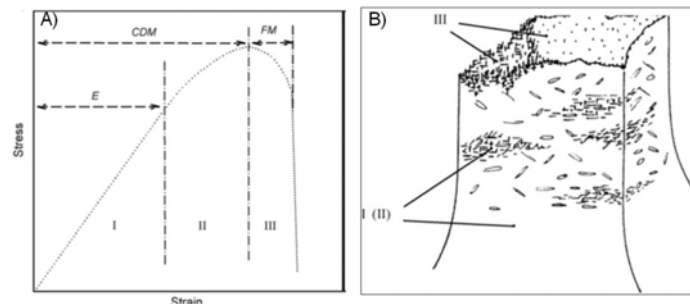 A)
CDM
FM
E
Stress
I
II
III
Strain
B)
III
I (II)